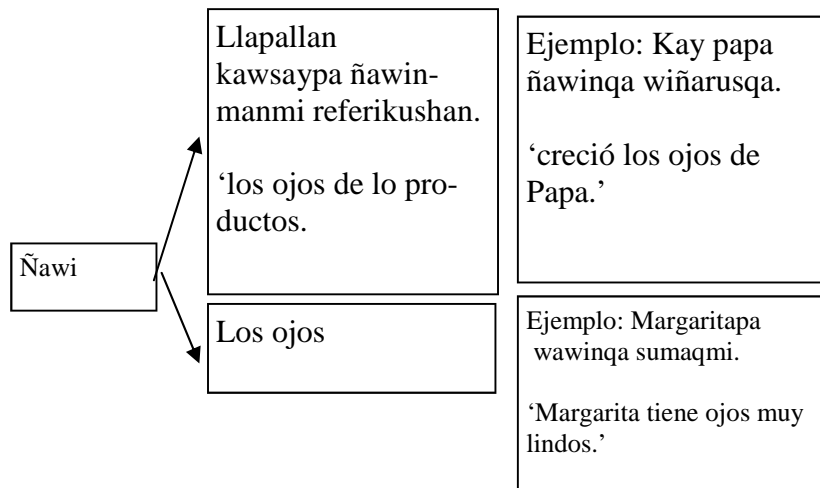 Ñawi
Llapallan
kawsaypa ñawin-
manmi referikushan.
‘los ojos de lo pro-
ductos.
Ejemplo: Kay papa
ñawinqa wiñarusqa.
‘creció los ojos de
Papa.’
Los ojos
Ejemplo: Margaritapa
wawinqa sumaqmi.
‘Margarita tiene ojos muy
lindos.’